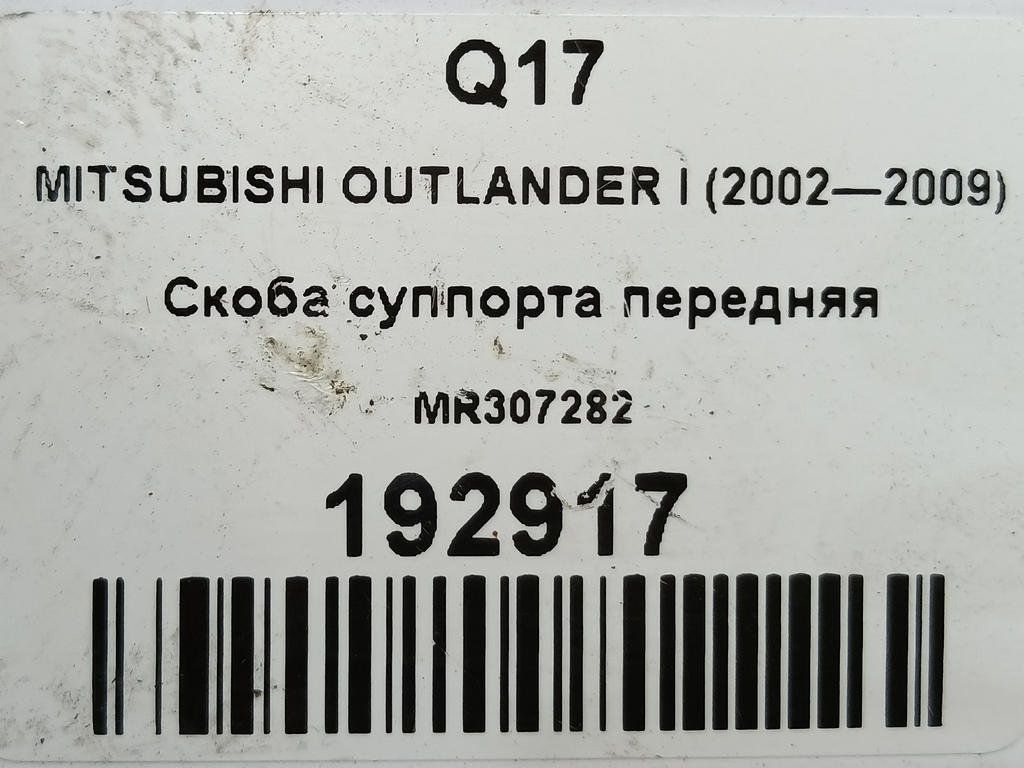 Q17
MITSUBISHI OUTLANDER I (2002—2009)
Скоба суппорта передняя
MR307282
192917